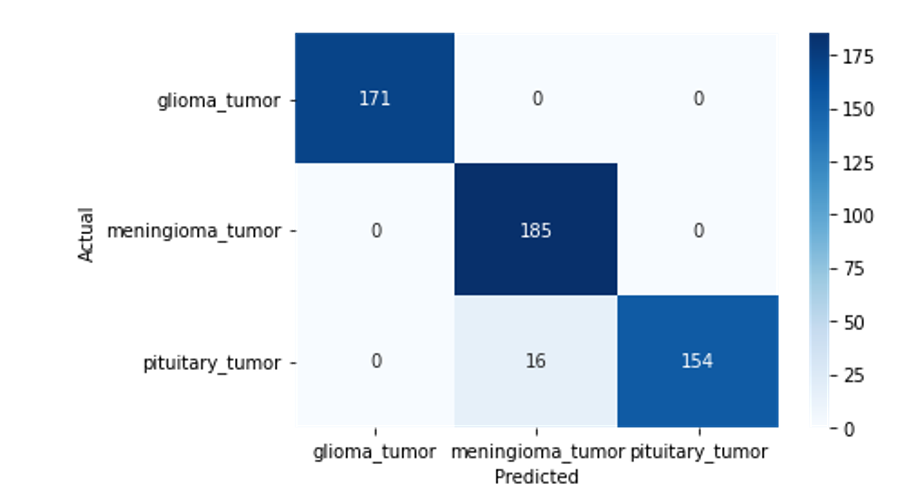 glioma_tumor
171
0
0
175
150
125
100
75
50
25
0
Actual
meningioma_tumor
0
185
0
pituitary_tumor
0
16
154
glioma_tumor
meningioma_tumor
pituitary_tumor
Predicted